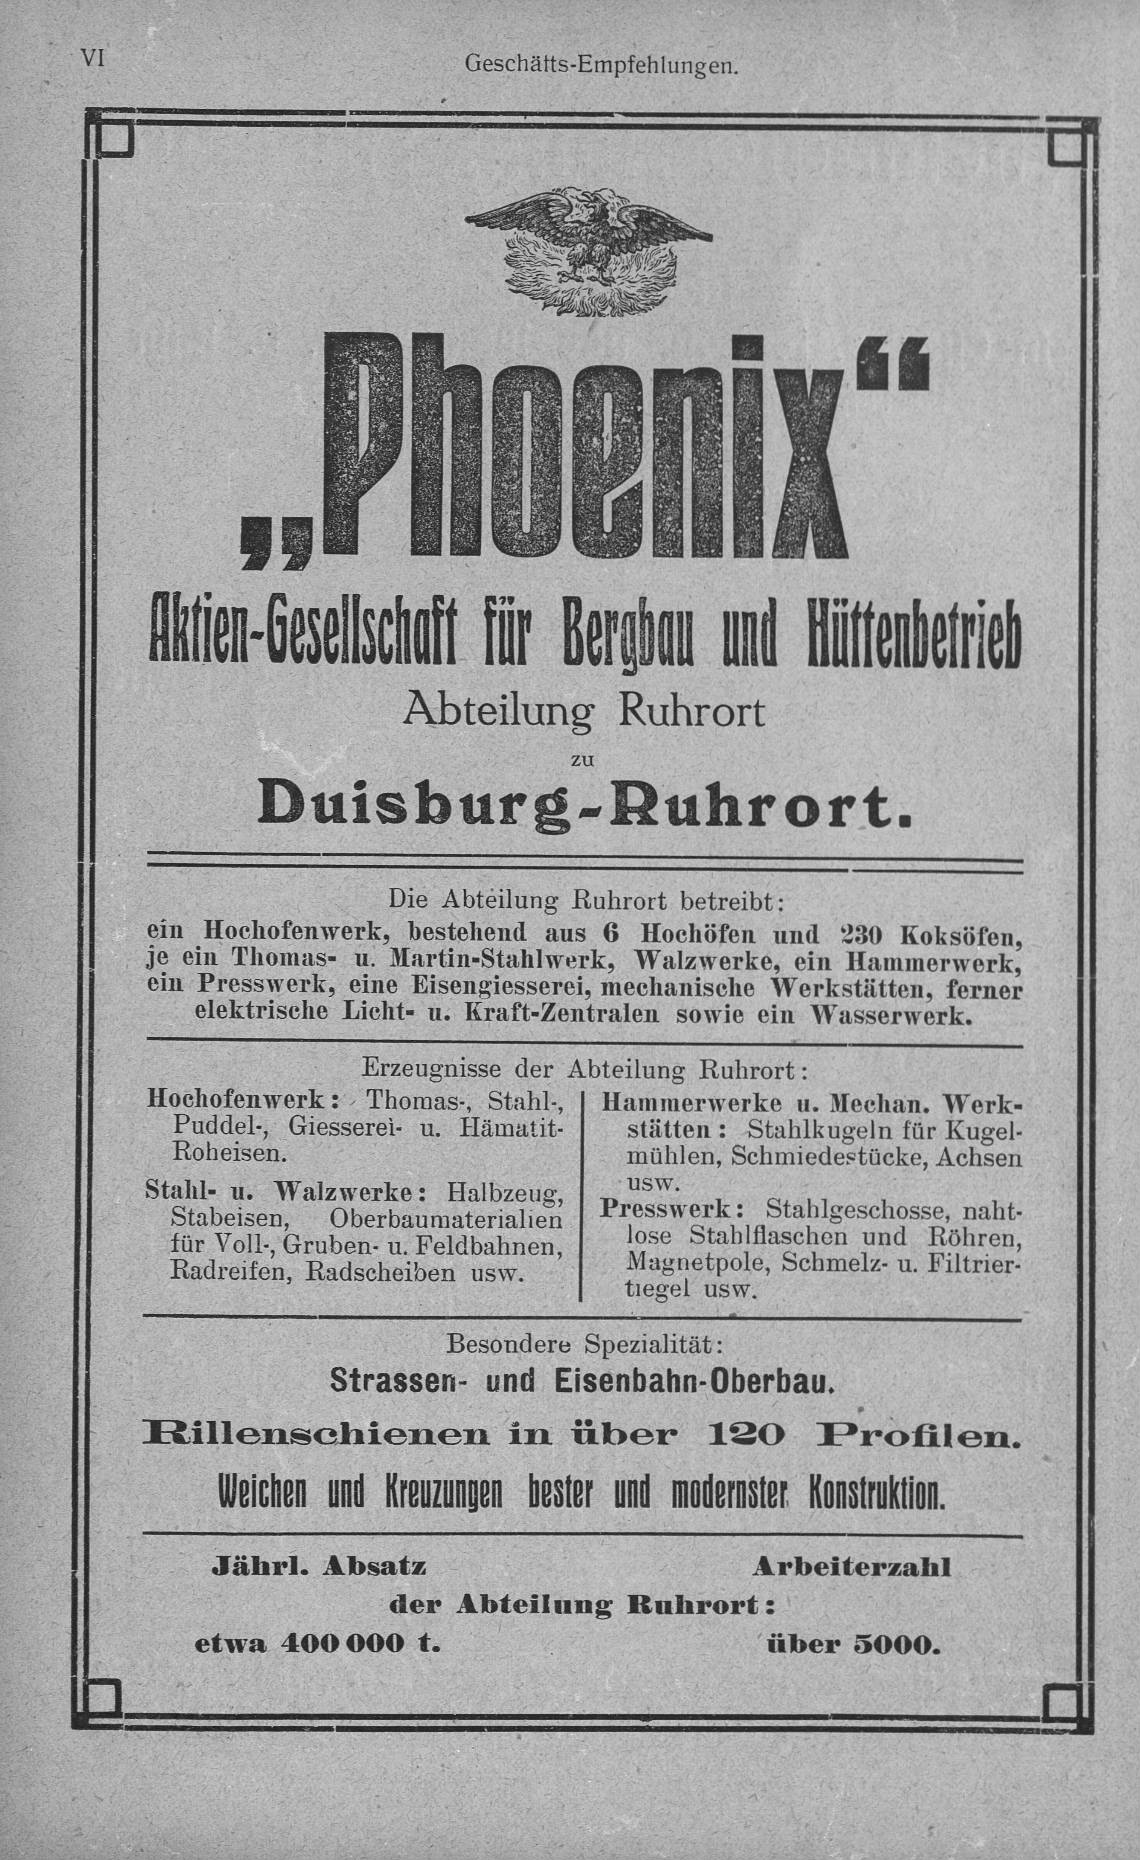 VI
Geschäfts-Empfehlungen.
„Phoenix“
Aktien-Gesellschaft für Bergbau und Hüttenbetrieb
Abteilung Ruhrort
zu
Duisburg-Ruhrort.
Die Abteilung Ruhrort betreibt:
ein Hochofenwerk, bestehend aus 6 Hochöfen und 230 Koksöfen,
je ein Thomas- u. Martin-Stahlwerk, Walzwerke, ein Hammerwerk,
ein Presswerk, eine Eisengiesserei, mechanische Werkstätten, ferner
elektrische Licht- u. Kraft-Zentralen sowie ein Wasserwerk.
Erzeugnisse der Abteilung Ruhrort:
Hochofenwerk: Thomas-, Stahl-,
Puddel-, Giesserei- u. Hämatit-
Roheisen.
Stahl- u. Walzwerke: Halbzeug,
Stabeisen, Oberbaumaterialien
für Voll-, Gruben- u. Feldbahnen,
Radreifen, Radscheiben usw.
Hammerwerke u. Mechan. Werk-
stätten: Stahlkugeln für Kugel-
mühlen, Schmiedestücke, Achsen
usw.
Presswerk: Stahlgeschosse, naht-
lose Stahlflaschen und Röhren,
Magnetpole, Schmelz- u. Filtrier-
tiegel usw.
Besondere Spezialität:
Strassen- und Eisenbahn-Oberbau.
Rillenschienen in über 120 Profilen.
Weichen und Kreuzungen bester und modernster Konstruktion.
Jährl. Absatz Arbeiterzahl
der Abteilung Ruhrort:
etwa 400 000 t. über 5000.